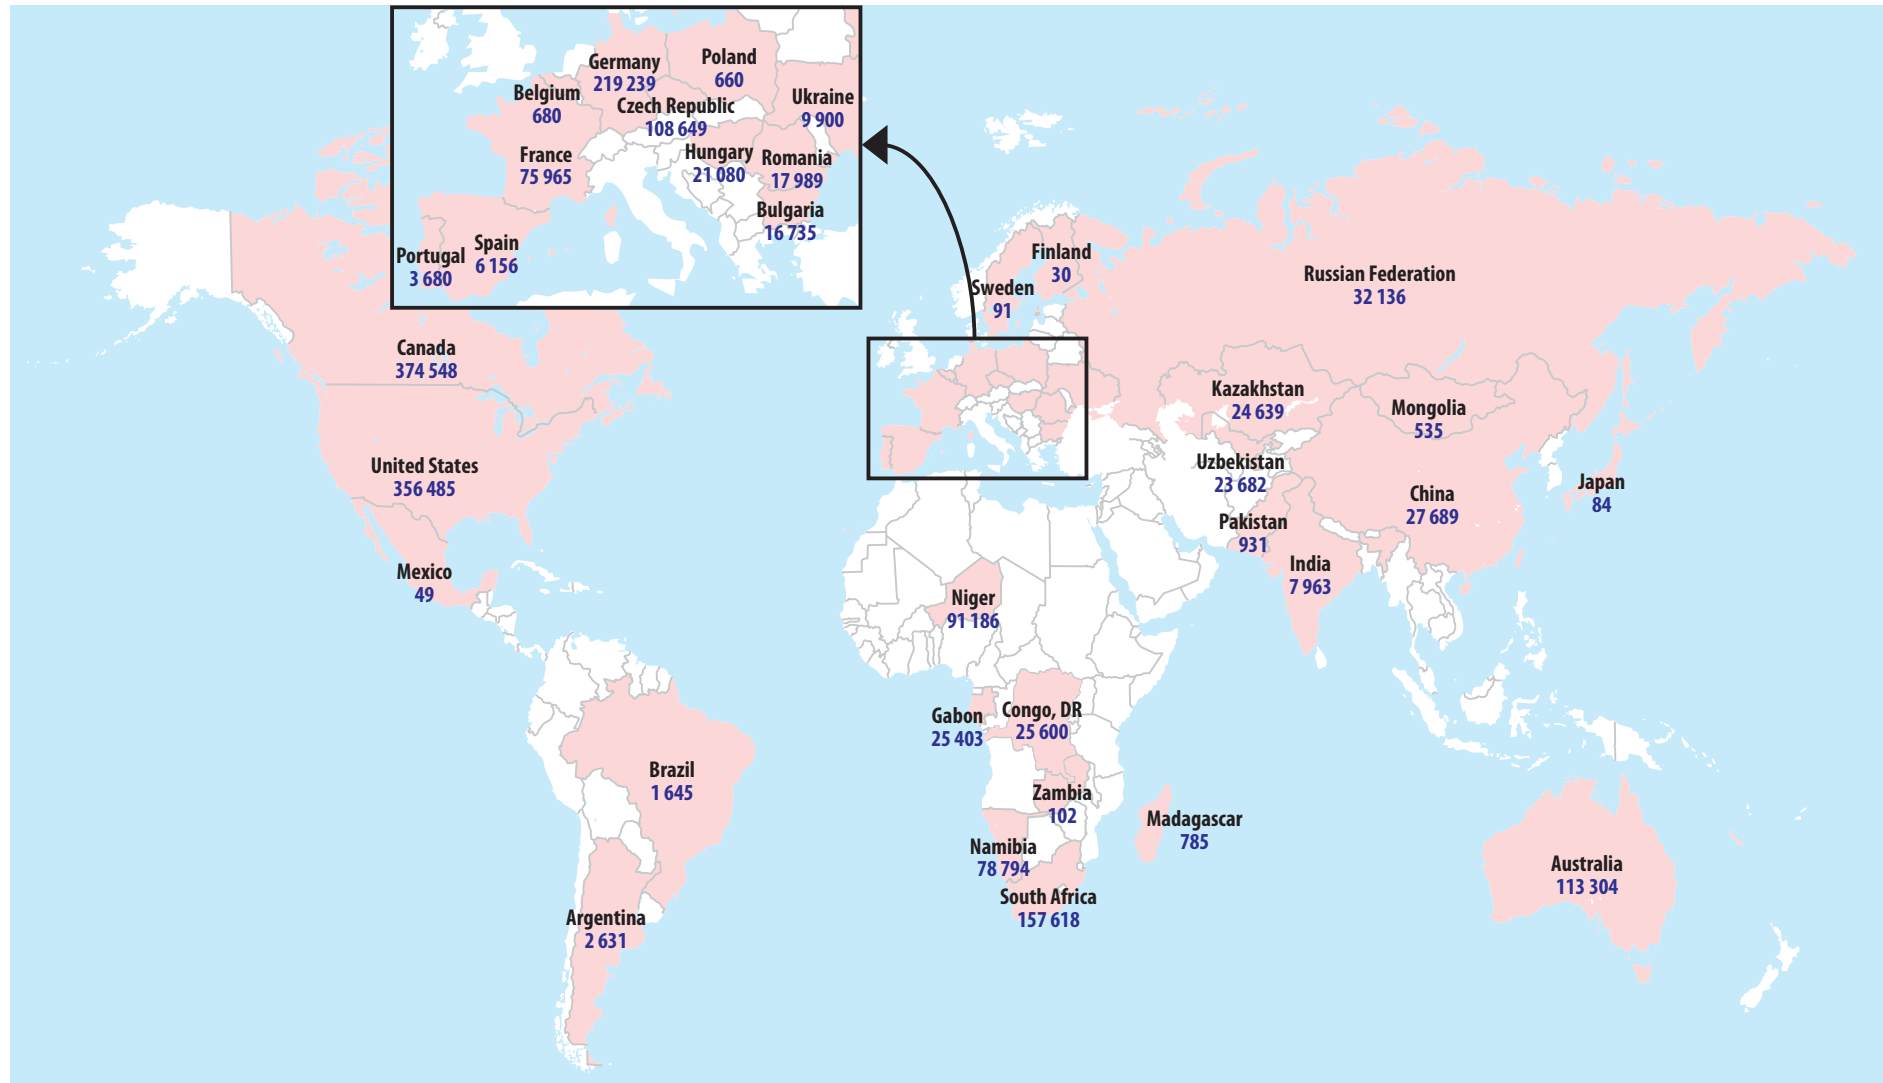 Germany
219 239
Poland
660
Belgium
680
Czech Republic
108 649
Ukraine
9 900
France
75 965
Hungary
21 080
Romania
17 989
Bulgaria
16 735
Portugal
3 680
Spain
6 156
Finland
30
Sweden
91
Russian Federation
32 136
Canada
374 548
Kazakhstan
24 639
Mongolia
535
United States
356 485
Uzbekistan
23 682
China
27 689
Japan
84
Pakistan
931
India
7 963
Mexico
49
Niger
91 186
Gabon
25 403
Congo, DR
25 600
Brazil
1 645
Zambia
102
Madagascar
785
Namibia
78 794
South Africa
157 618
Australia
113 304
Argentina
2 631